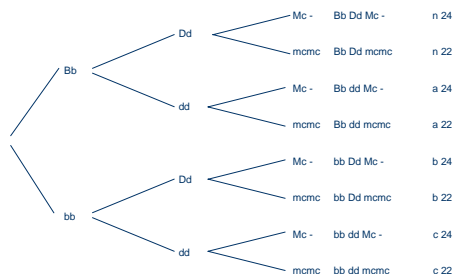 Mc - Bb Dd Mc - n 24
Dd
mcmc Bb Dd mcmc n 22
Bb
Mc - Bb dd Mc - a 24
dd
mcmc Bb dd mcmc a 22
Mc - bb Dd Mc - b 24
Dd
mcmc bb Dd mcmc b 22
bb
Mc - bb dd Mc - c 24
dd
mcmc bb dd mcmc c 22